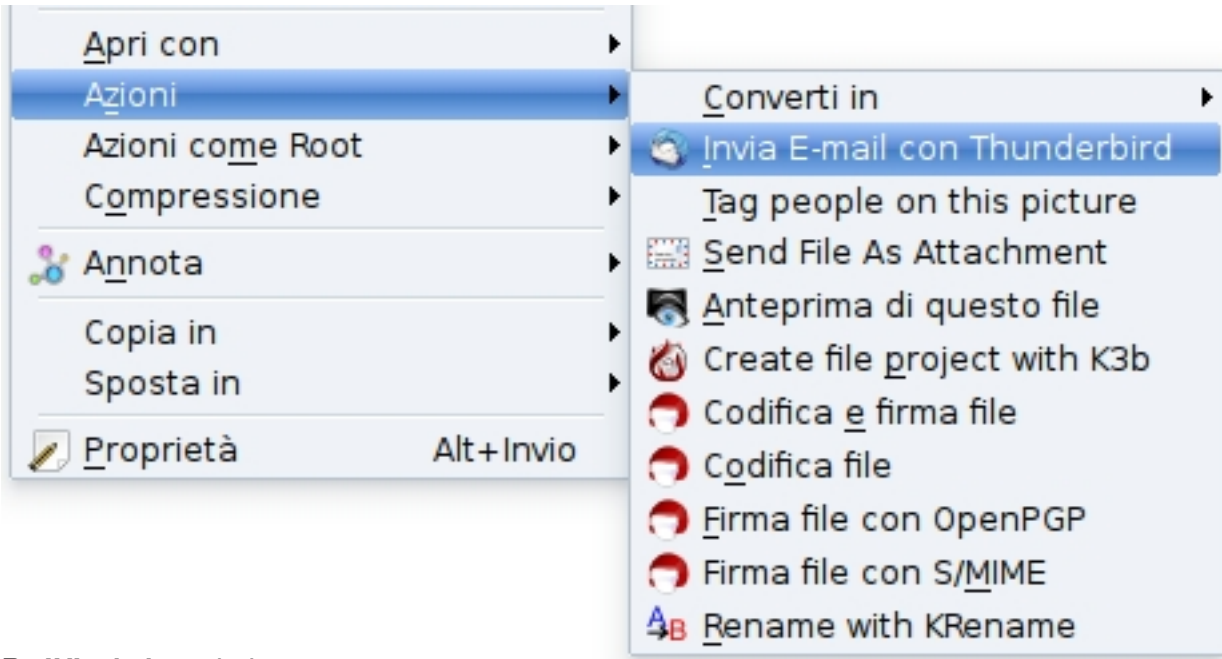 Apri con
Azioni
Azioni come Root
Compressione
Annota
Copia in
Sposta in
Proprietà Alt+Invio
Converti in
Invia E-mail con Thunderbird
Tag people on this picture
Send File As Attachment
Anteprima di questo file
Create file project with K3b
Codifica e firma file
Codifica file
Firma file con OpenPGP
Firma file con S/MIME
Rename with KRename